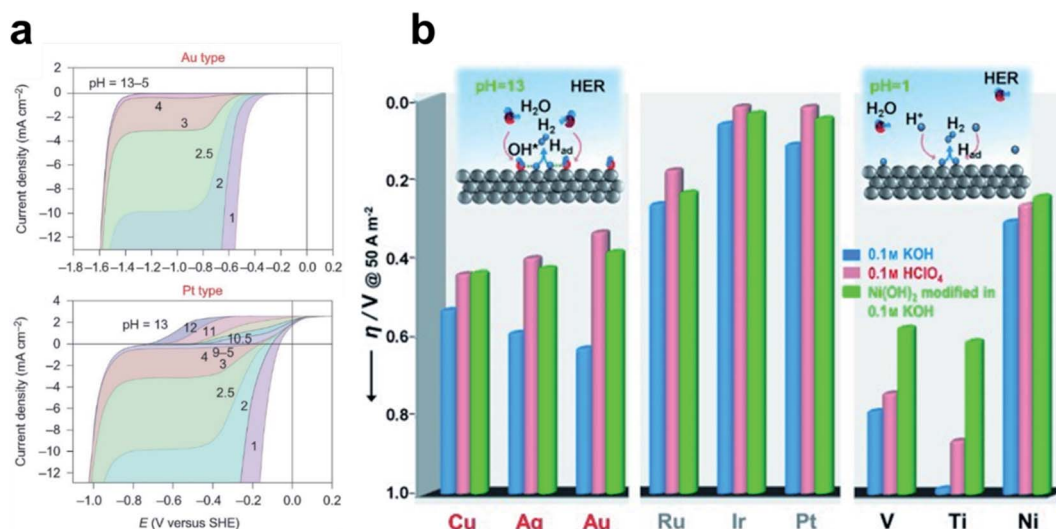 a
Au type
pH = 13–5
4
3
2.5
2
1
2
0
−2
−4
−6
−8
−10
−12
Current density (mA cm⁻²)
−1.8 −1.6 −1.4 −1.2 −1.0 −0.8 −0.6 −0.4 −0.2 0.0 0.2
Pt type
pH = 13
12
11
10.5
9–5
4
3
2.5
2
1
4
2
0
−2
−4
−6
−8
−10
−12
Current density (mA cm⁻²)
−1.0 −0.8 −0.6 −0.4 −0.2 0.0 0.2
E (V versus SHE)
b
pH=13
HER
H₂O
H₂
OH*
Had
pH=1
HER
H₂O
H*
H₂
Had
0.0
0.2
0.4
0.6
0.8
1.0
η / V @ 50 A m⁻²
0.1M KOH
0.1M HClO₄
Ni(OH)₂ modified in
0.1M KOH
Cu Ag Au Ru Ir Pt V Ti Ni